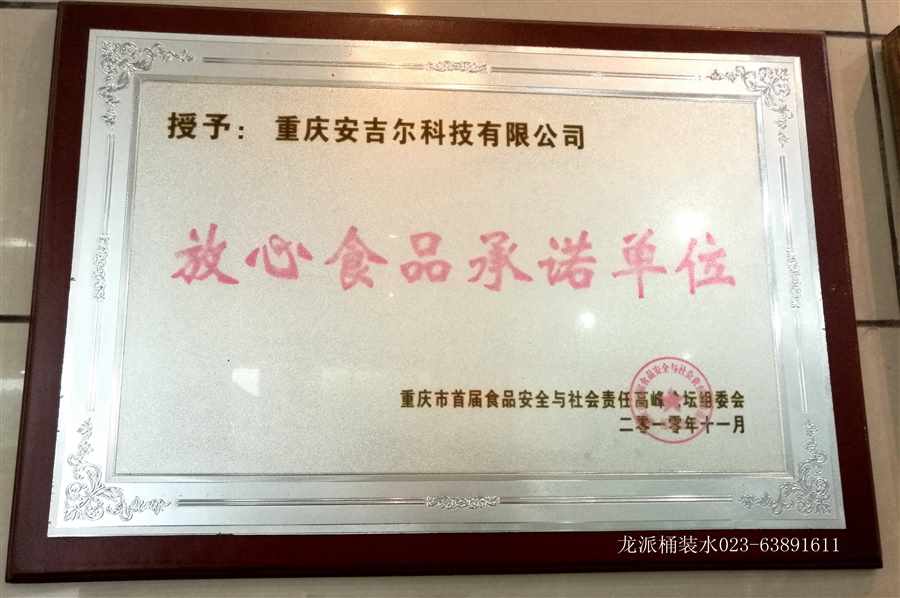 授予： 重庆安吉尔科技有限公司
放心食品承诺单位
重庆市首届食品安全与社会责任高峰论坛组委会
二零一零年十一月
龙派桶装水023-63891611